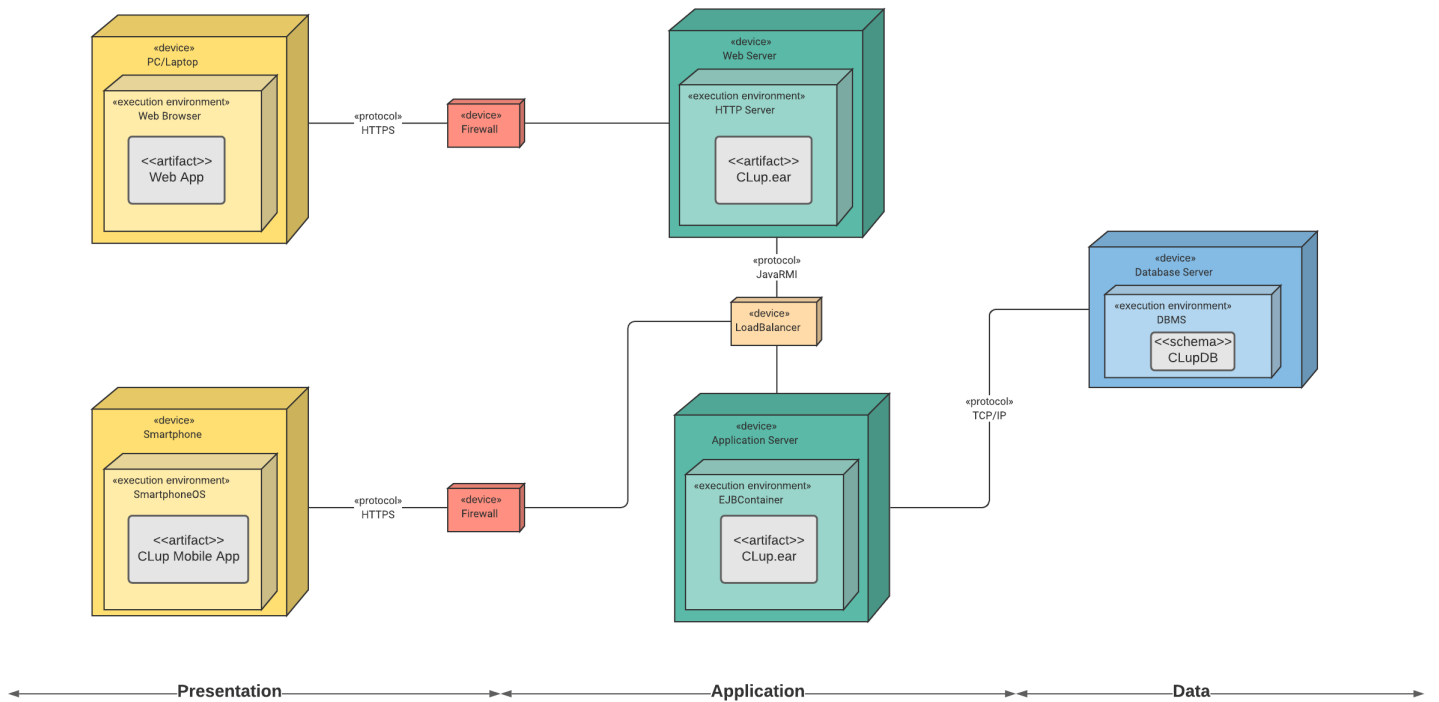 «device»
PC/Laptop
«execution environment»
Web Browser
<<artifact>>
Web App
«protocol»
HTTPS
«device»
Firewall
«device»
Web Server
«execution environment»
HTTP Server
<<artifact>>
CLup.ear
«protocol»
JavaRMI
«device»
LoadBalancer
«device»
Database Server
«execution environment»
DBMS
<<schema>>
CLupDB
«protocol»
TCP/IP
«device»
Smartphone
«execution environment»
SmartphoneOS
<<artifact>>
CLup Mobile App
«protocol»
HTTPS
«device»
Firewall
«device»
Application Server
«execution environment»
EJBContainer
<<artifact>>
CLup.ear
Presentation
Application
Data